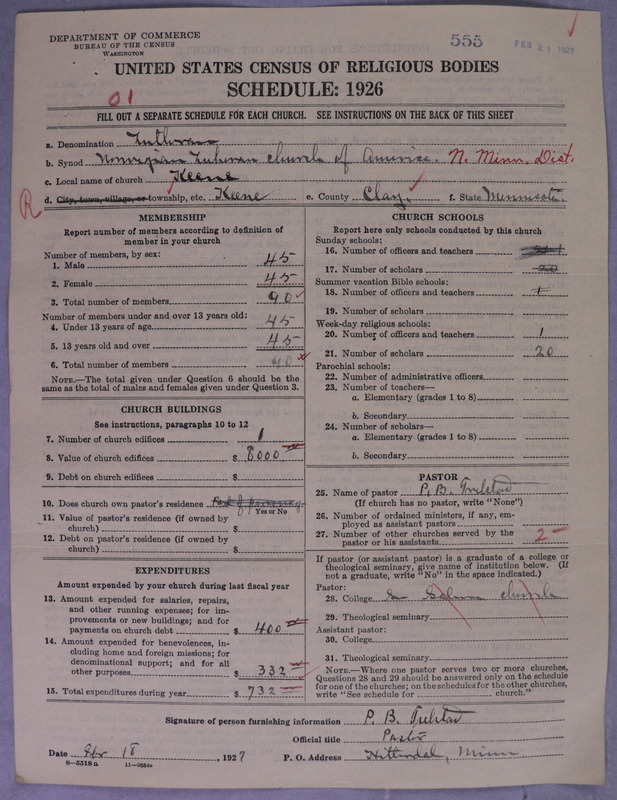 DEPARTMENT OF COMMERCE
BUREAU OF THE CENSUS
WASHINGTON
555
FEB 21 1927
UNITED STATES CENSUS OF RELIGIOUS BODIES
SCHEDULE: 1926
01
FILL OUT A SEPARATE SCHEDULE FOR EACH CHURCH. SEE INSTRUCTIONS ON THE BACK OF THIS SHEET
a. Denomination Lutheran
b. Synod Norwegian Lutheran church of America. N. Minn. Dist.
c. Local name of church Keene
R
d. City, town, village, or township, etc. Keene e. County Clay. f. State Minnesota.
MEMBERSHIP
Report number of members according to definition of
member in your church
Number of members, by sex:
1. Male 45
2. Female 45
3. Total number of members 90
Number of members under and over 13 years old:
4. Under 13 years of age 45
5. 13 years old and over 45
6. Total number of members 90
NOTE.—The total given under Question 6 should be the
same as the total of males and females given under Question 3.
CHURCH BUILDINGS
See instructions, paragraphs 10 to 12
7. Number of church edifices 1
8. Value of church edifices $ 8000
9. Debt on church edifices $
10. Does church own pastor's residence
Yes or No
11. Value of pastor's residence (if owned by
church) $
12. Debt on pastor's residence (if owned by
church) $
EXPENDITURES
Amount expended by your church during last fiscal year
13. Amount expended for salaries, repairs,
and other running expenses; for im-
provements or new buildings; and for
payments on church debt $ 400
14. Amount expended for benevolences, in-
cluding home and foreign missions; for
denominational support; and for all
other purposes $ 332
15. Total expenditures during year $ 732
CHURCH SCHOOLS
Report here only schools conducted by this church
Sunday schools:
16. Number of officers and teachers
17. Number of scholars
Summer vacation Bible schools:
18. Number of officers and teachers 1
19. Number of scholars
Week-day religious schools:
20. Number of officers and teachers 1
21. Number of scholars 20
Parochial schools:
22. Number of administrative officers
23. Number of teachers—
a. Elementary (grades 1 to 8)
b. Secondary
24. Number of scholars—
a. Elementary (grades 1 to 8)
b. Secondary
PASTOR
25. Name of pastor P. B. Trelstad
(If church has no pastor, write "None")
26. Number of ordained ministers, if any, em-
ployed as assistant pastors
27. Number of other churches served by the
pastor or his assistants 2
If pastor (or assistant pastor) is a graduate of a college or
theological seminary, give name of institution below. (If
not a graduate, write "No" in the space indicated.)
Pastor:
28. College Salem church
29. Theological seminary
Assistant pastor:
30. College
31. Theological seminary
NOTE.—Where one pastor serves two or more churches,
Questions 28 and 29 should be answered only on the schedule
for one of the churches; on the schedules for the other churches,
write "See schedule for church."
Signature of person furnishing information P. B. Trelstad
Official title Pastor
Date Apr 18, 1927 P. O. Address Hitterdal, Minn
8—5518a 11—9554a